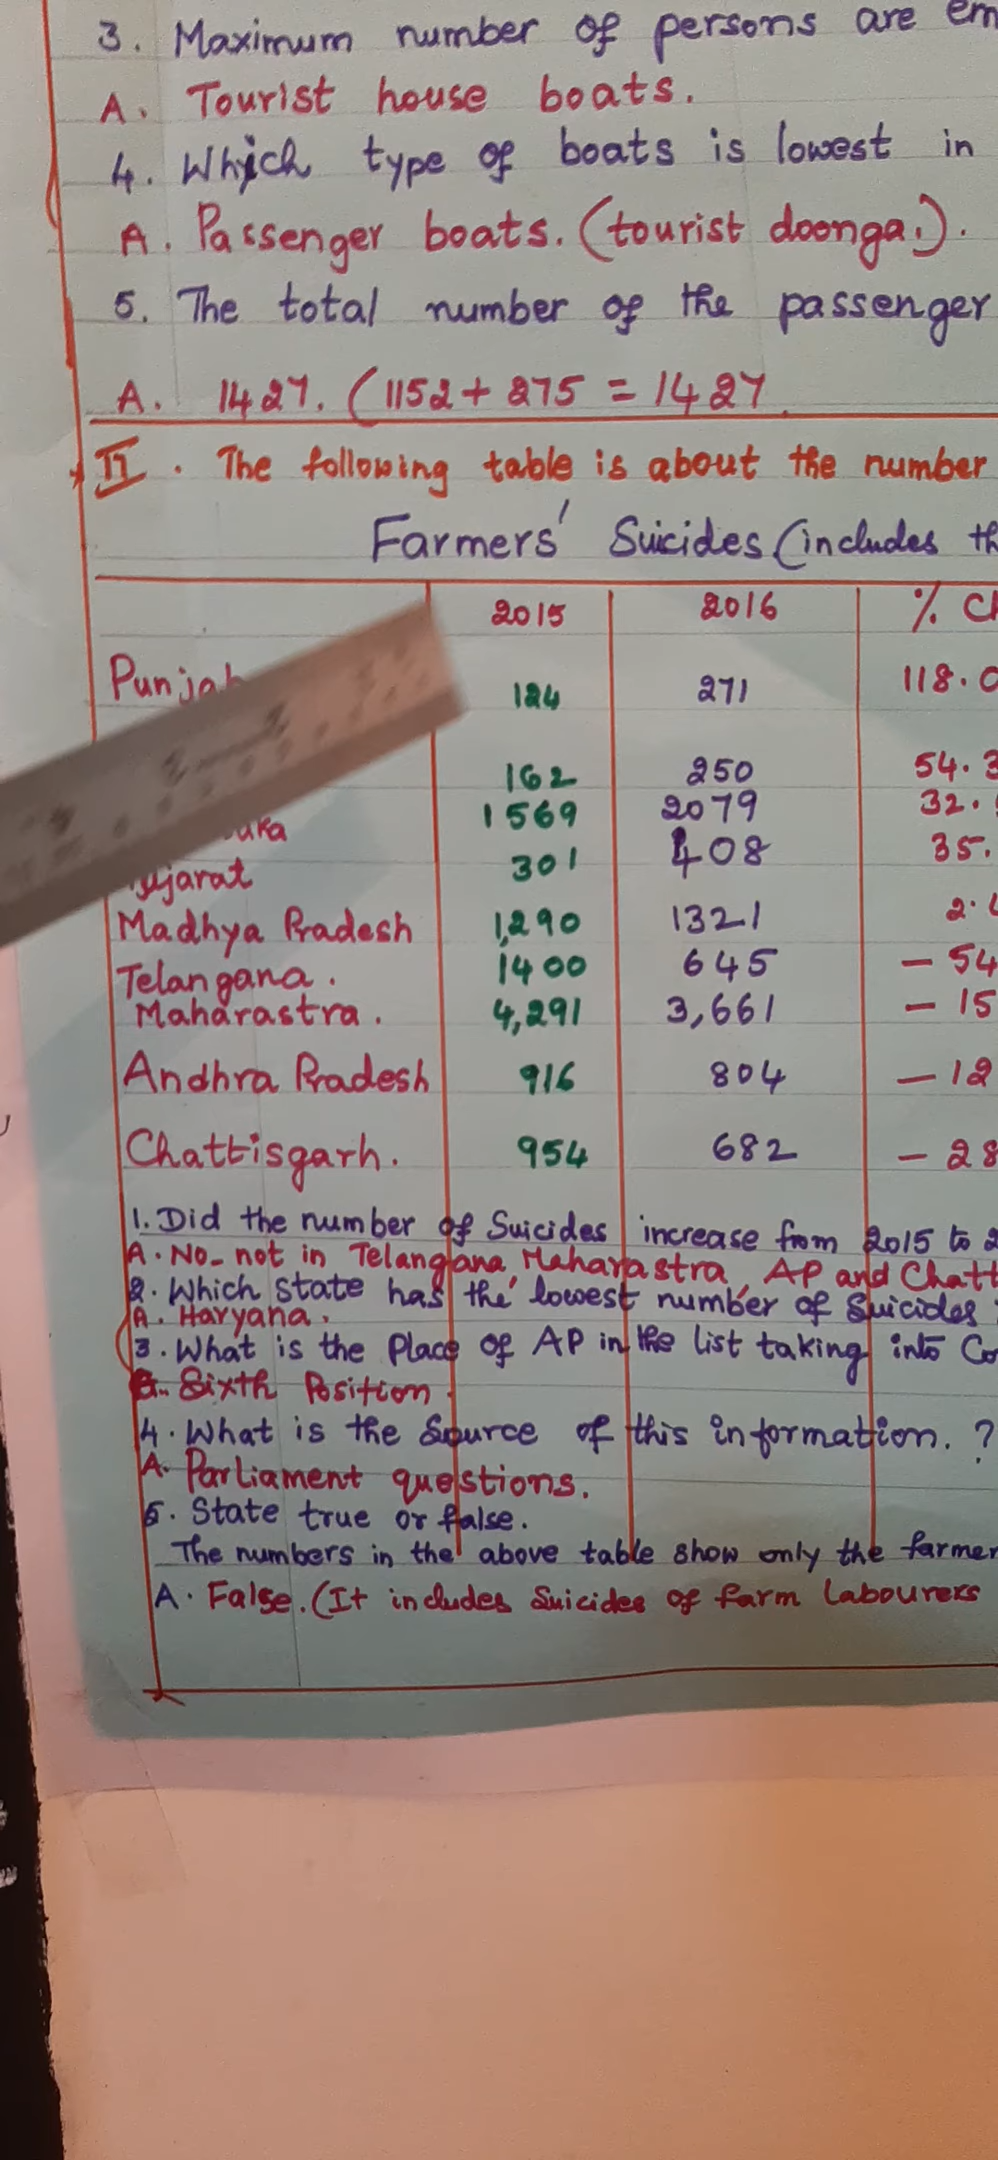 3. Maximum number of persons are em
A. Tourist house boats.
4. Which type of boats is lowest in
A. Passenger boats. (tourist doonga.).
5. The total number of the passenger
A. 1427. (1152 + 275 = 1427
II. The following table is about the number
Farmers' Suicides (includes th
2015 2016 % Ch
Punjab 124 271 118.0
162 250 54.3
1569 2079 32.
Gujarat 301 408 35.
Madhya Pradesh 1,290 1321 2.4
Telangana. 1400 645 - 54
Maharastra. 4,291 3,661 - 15
Andhra Pradesh 916 804 - 12
Chattisgarh. 954 682 - 28
1. Did the number of Suicides increase from 2015 to 2
A. No - not in Telangana, Maharastra, AP and Chatt
2. Which state has the lowest number of Suicides
A. Haryana.
3. What is the Place of AP in the list taking into Co
Sixth Position.
4. What is the Source of this information. ?
A. Parliament questions.
5. State true or false.
The numbers in the above table show only the farmer
A. False. (It includes Suicides of farm labourers